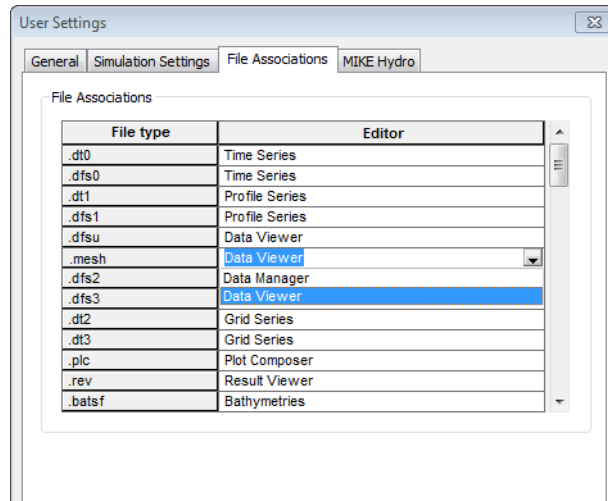 User Settings
General Simulation Settings File Associations MIKE Hydro
File Associations
File type Editor
.dt0 Time Series
.dfs0 Time Series
.dt1 Profile Series
.dfs1 Profile Series
.dfsu Data Viewer
.mesh Data Viewer
.dfs2 Data Manager
.dfs3 Data Viewer
.dt2 Grid Series
.dt3 Grid Series
.plc Plot Composer
.rev Result Viewer
.batsf Bathymetries